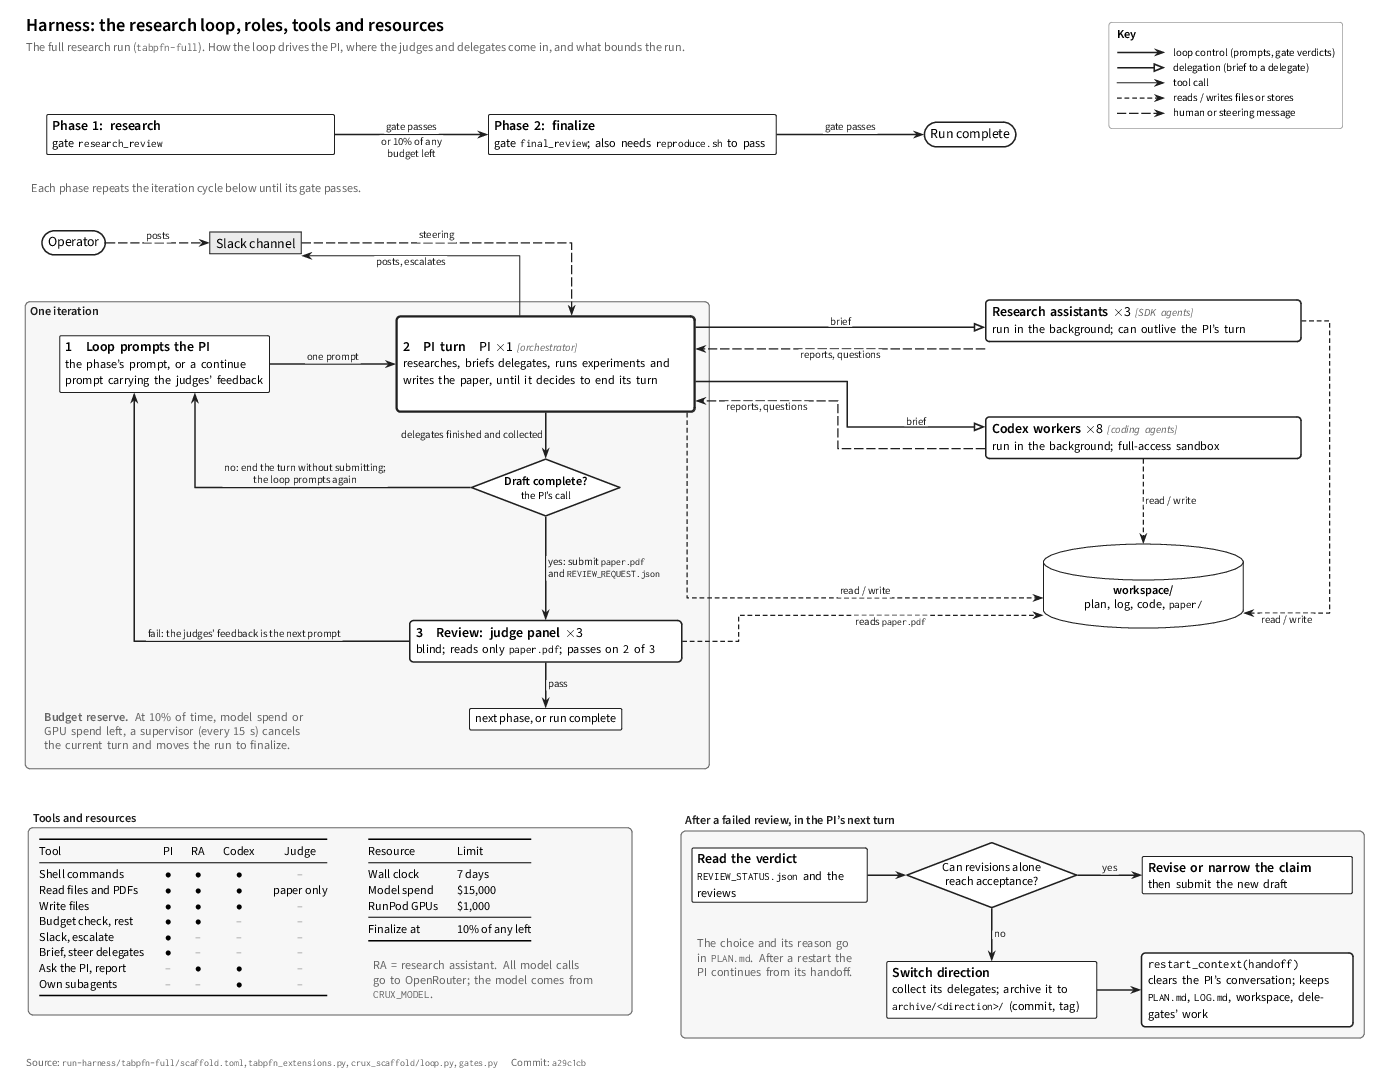 Harness: the research loop, roles, tools and resources
The full research run (tabpfn-full). How the loop drives the PI, where the judges and delegates come in, and what bounds the run.
Key
loop control (prompts, gate verdicts)
delegation (brief to a delegate)
tool call
reads / writes files or stores
human or steering message
Phase 1: research
gate research_review
gate passes
or 10% of any
budget left
Phase 2: finalize
gate final_review; also needs reproduce.sh to pass
gate passes
Run complete
Each phase repeats the iteration cycle below until its gate passes.
Operator
posts
Slack channel
steering
posts, escalates
One iteration
1 Loop prompts the PI
the phase's prompt, or a continue
prompt carrying the judges' feedback
one prompt
2 PI turn PI ×1 [orchestrator]
researches, briefs delegates, runs experiments and
writes the paper, until it decides to end its turn
brief
reports, questions
Research assistants ×3 [SDK agents]
run in the background; can outlive the PI's turn
reports, questions
brief
Codex workers ×8 [coding agents]
run in the background; full-access sandbox
delegates finished and collected
no: end the turn without submitting;
the loop prompts again
Draft complete?
the PI's call
read / write
yes: submit paper.pdf
and REVIEW_REQUEST.json
read / write
workspace/
plan, log, code, paper/
read / write
reads paper.pdf
fail: the judges' feedback is the next prompt
3 Review: judge panel ×3
blind; reads only paper.pdf; passes on 2 of 3
pass
next phase, or run complete
Budget reserve. At 10% of time, model spend or
GPU spend left, a supervisor (every 15 s) cancels
the current turn and moves the run to finalize.
Tools and resources
Tool PI RA Codex Judge
Shell commands ● ● ● –
Read files and PDFs ● ● ● paper only
Write files ● ● ● –
Budget check, rest ● ● – –
Slack, escalate ● – – –
Brief, steer delegates ● – – –
Ask the PI, report – ● ● –
Own subagents – – ● –
Resource Limit
Wall clock 7 days
Model spend $15,000
RunPod GPUs $1,000
Finalize at 10% of any left
RA = research assistant. All model calls
go to OpenRouter; the model comes from
CRUX_MODEL.
After a failed review, in the PI's next turn
Read the verdict
REVIEW_STATUS.json and the
reviews
Can revisions alone
reach acceptance?
yes
Revise or narrow the claim
then submit the new draft
no
The choice and its reason go
in PLAN.md. After a restart the
PI continues from its handoff.
Switch direction
collect its delegates; archive it to
archive/<direction>/ (commit, tag)
restart_context(handoff)
clears the PI's conversation; keeps
PLAN.md, LOG.md, workspace, dele-
gates' work
Source: run-harness/tabpfn-full/scaffold.toml, tabpfn_extensions.py, crux_scaffold/loop.py, gates.py Commit: a29c1cb